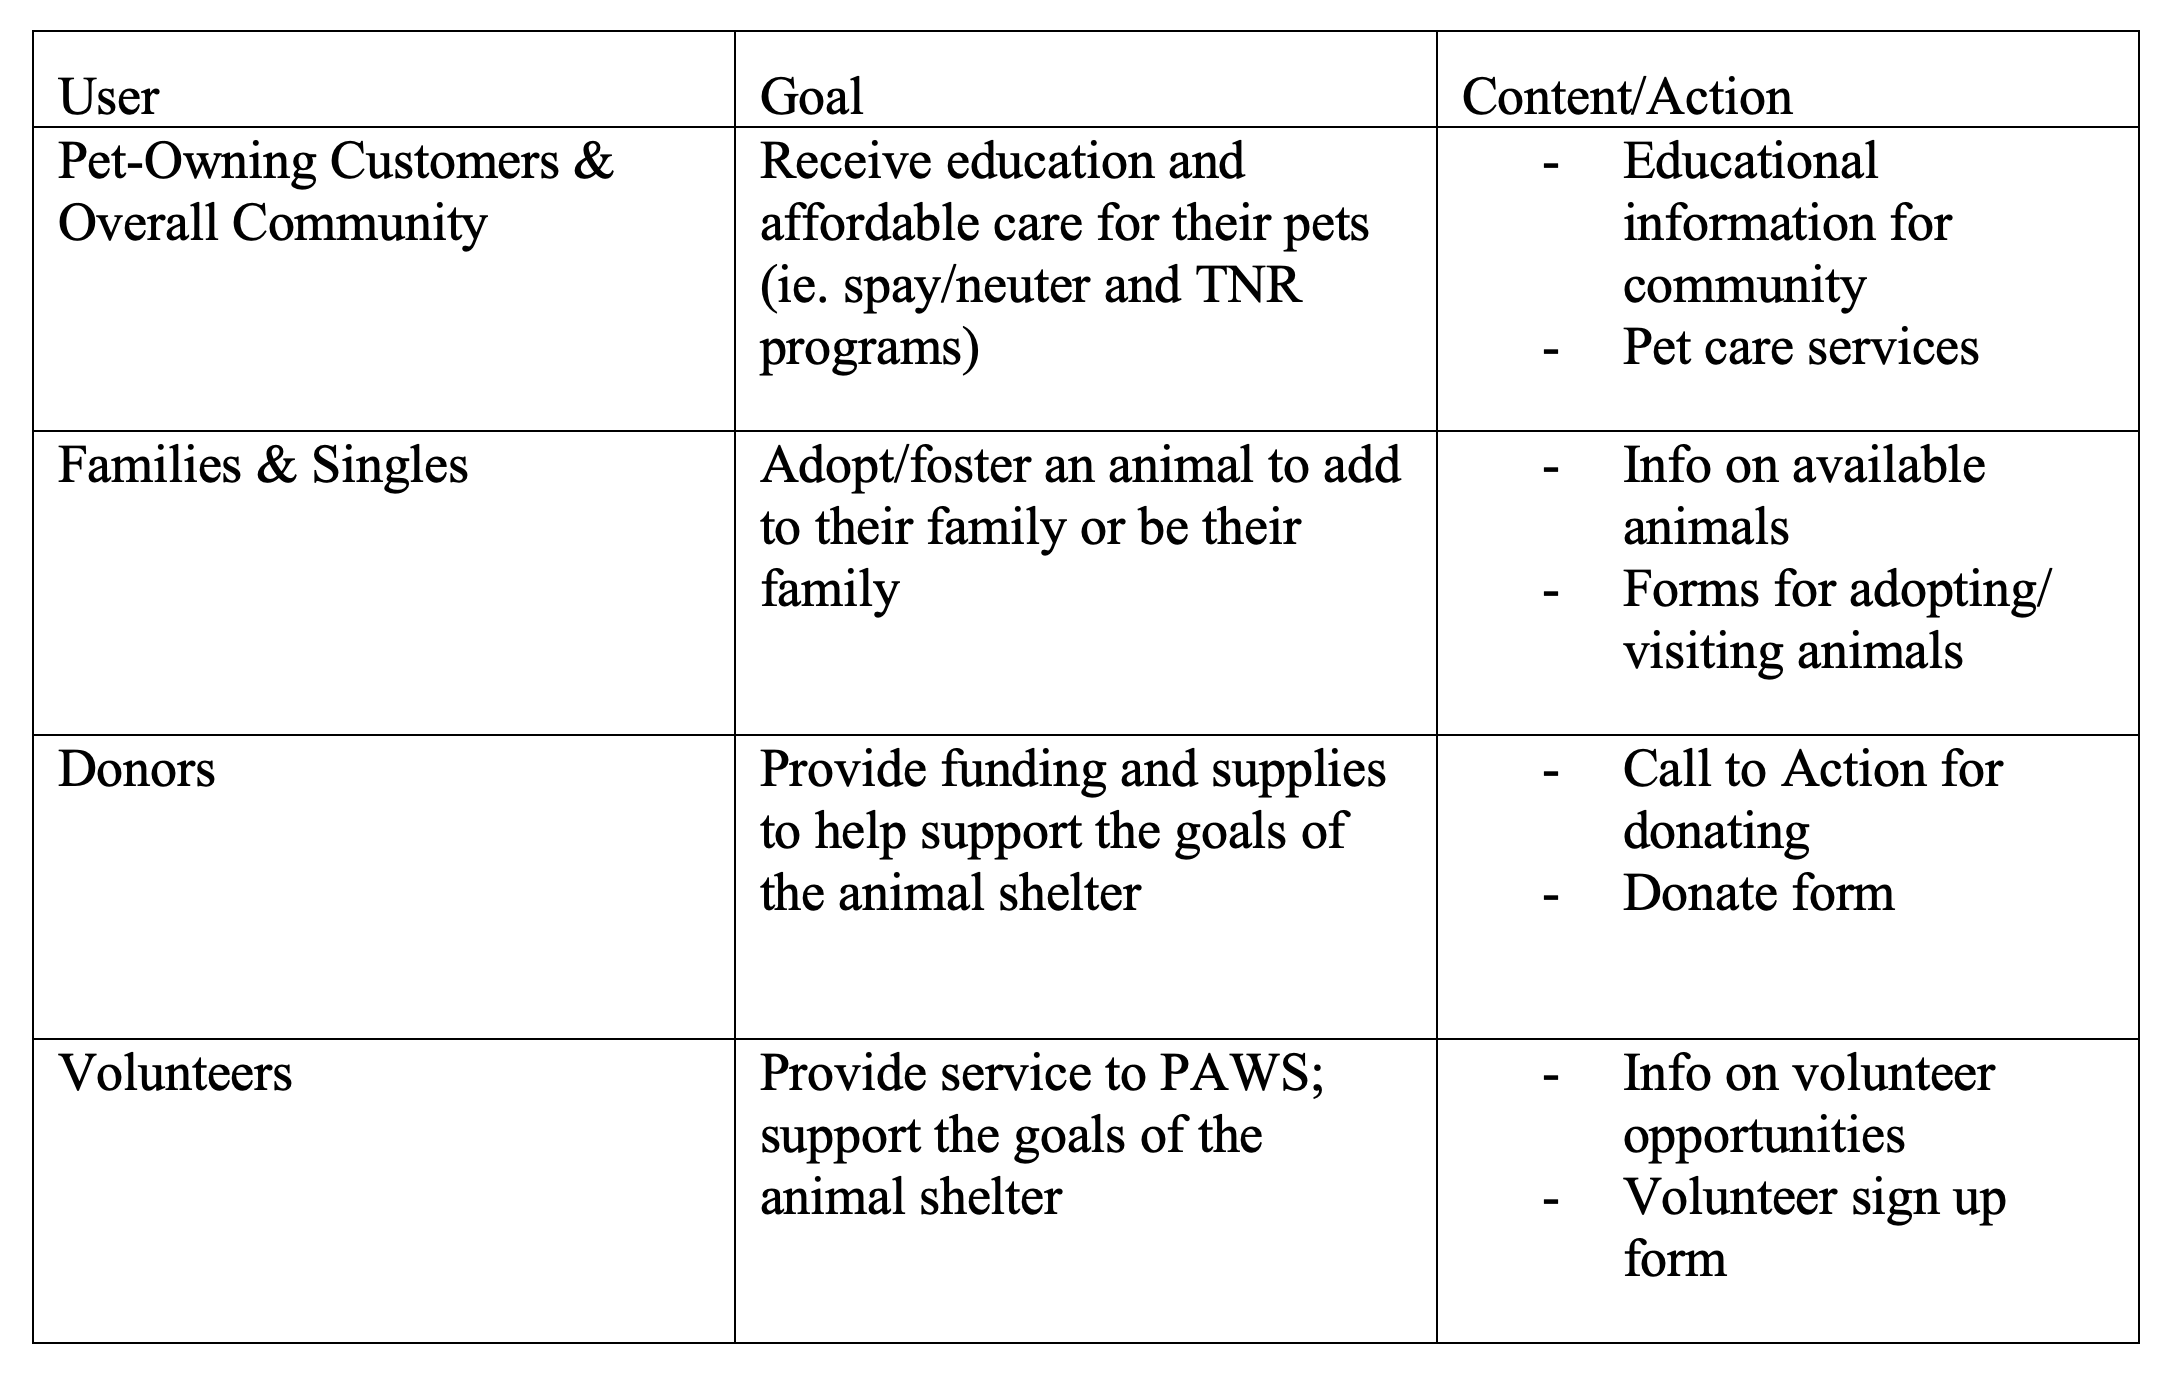 User
Goal
Content/Action
Pet-Owning Customers &
Overall Community
Receive education and
affordable care for their pets
(ie. spay/neuter and TNR
programs)
- Educational
information for
community
- Pet care services
Families & Singles
Adopt/foster an animal to add
to their family or be their
family
- Info on available
animals
- Forms for adopting/
visiting animals
Donors
Provide funding and supplies
to help support the goals of
the animal shelter
- Call to Action for
donating
- Donate form
Volunteers
Provide service to PAWS;
support the goals of the
animal shelter
- Info on volunteer
opportunities
- Volunteer sign up
form